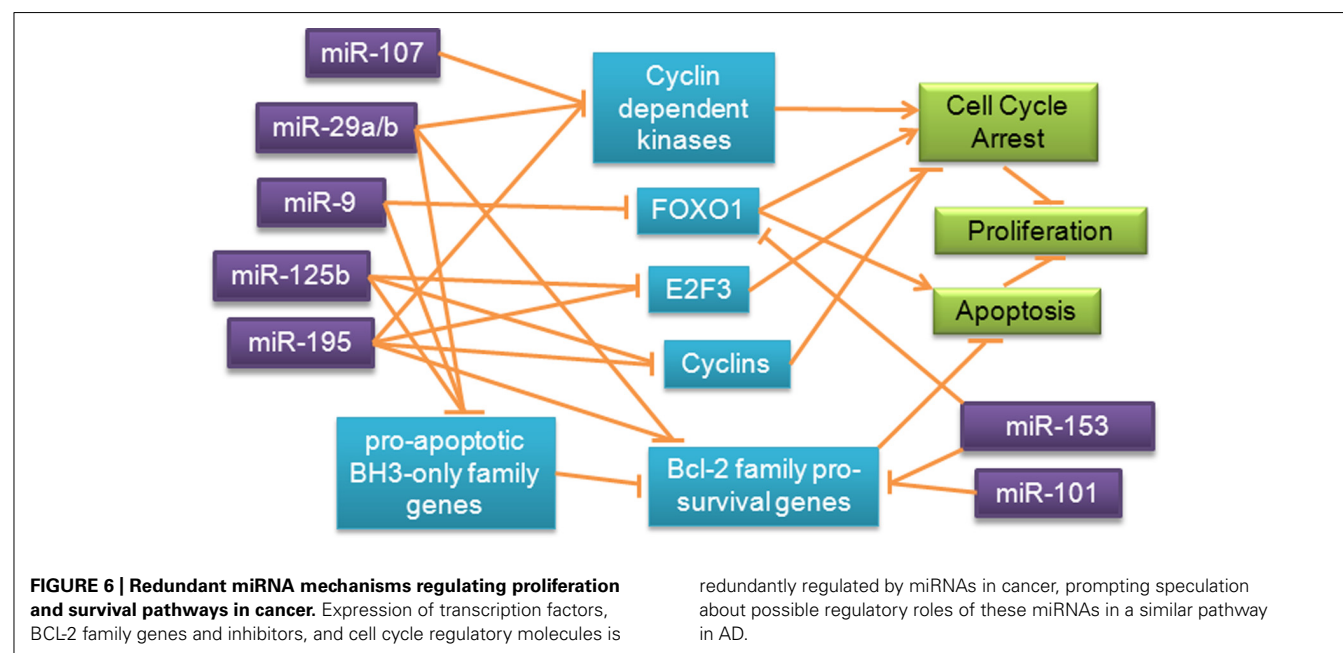 miR-107
miR-29a/b
miR-9
miR-125b
miR-195
Cyclin
dependent
kinases
FOXO1
E2F3
Cyclins
pro-apoptotic
BH3-only family
genes
Bcl-2 family pro-
survival genes
Cell Cycle
Arrest
Proliferation
Apoptosis
miR-153
miR-101
FIGURE 6 | Redundant miRNA mechanisms regulating proliferation
and survival pathways in cancer. Expression of transcription factors,
BCL-2 family genes and inhibitors, and cell cycle regulatory molecules is
redundantly regulated by miRNAs in cancer, prompting speculation
about possible regulatory roles of these miRNAs in a similar pathway
in AD.